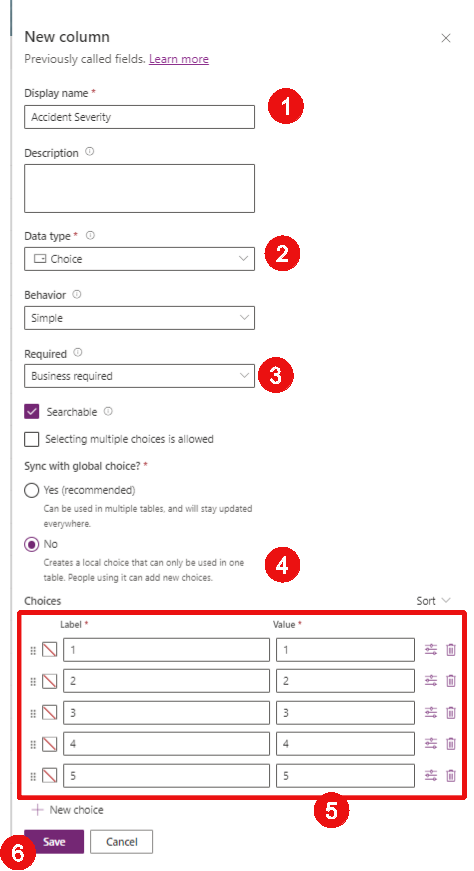 New column
Previously called fields. Learn more
Display name *
1
Accident Severity
Description
Data type *
Choice
2
Behavior
Simple
Required
Business required
3
Searchable
Selecting multiple choices is allowed
Sync with global choice? *
Yes (recommended)
Can be used in multiple tables, and will stay updated
everywhere.
No
Creates a local choice that can only be used in one
table. People using it can add new choices.
4
Choices
Sort
Label * Value *
1 1
2 2
3 3
4 4
5 5
New choice
5
6
Save Cancel